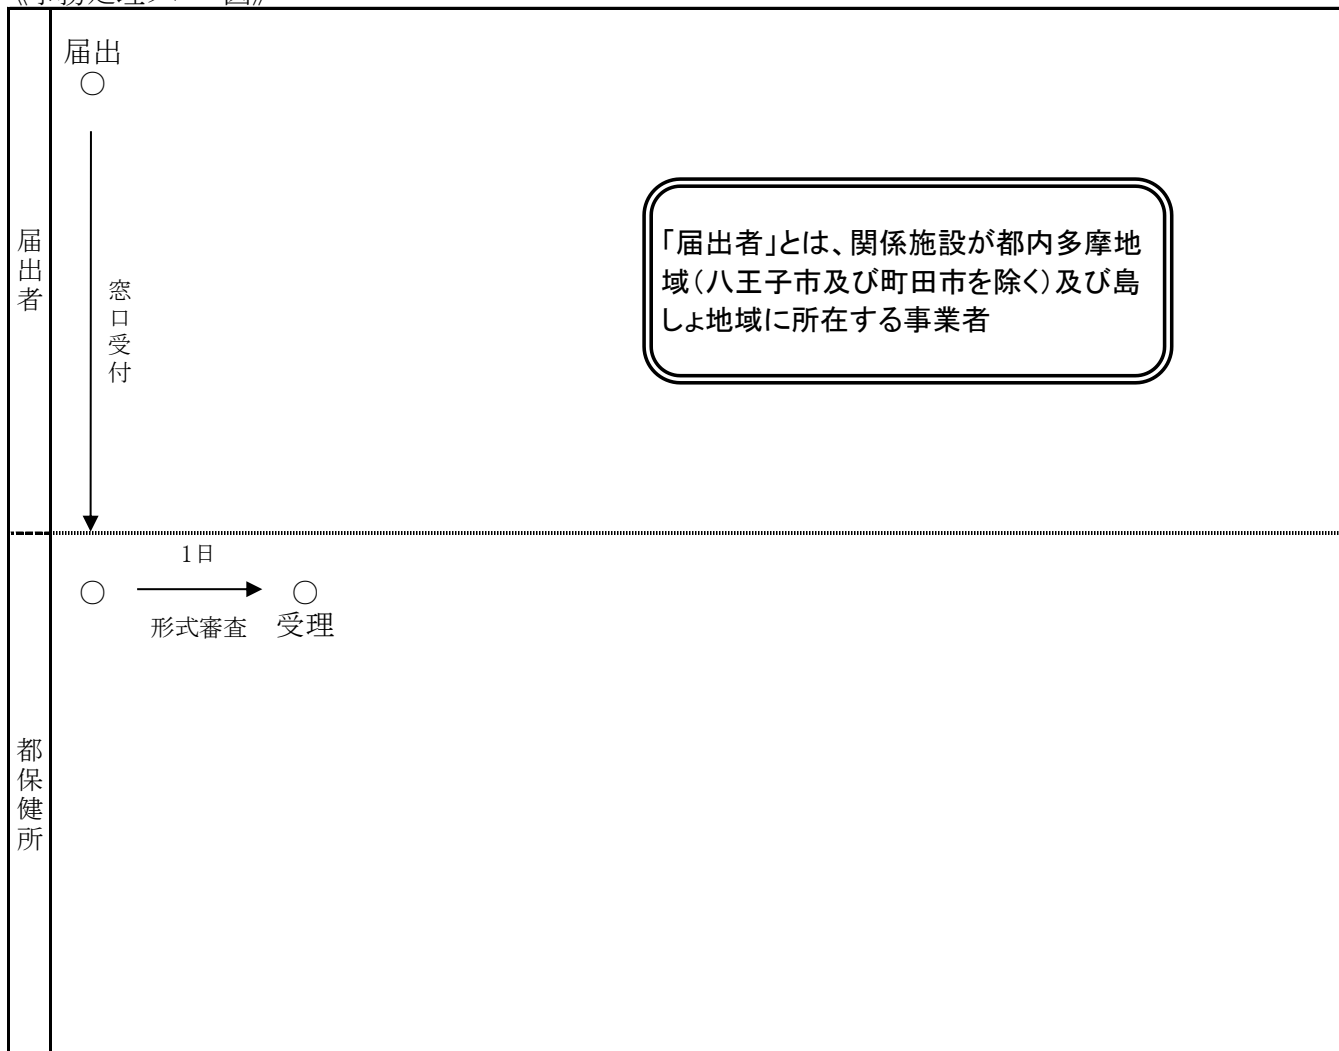 届出
○
届出者
窓口受付
「届出者」とは、関係施設が都内多摩地
域(八王子市及び町田市を除く)及び島
しょ地域に所在する事業者
1日
○
○
形式審査
受理
都保健所